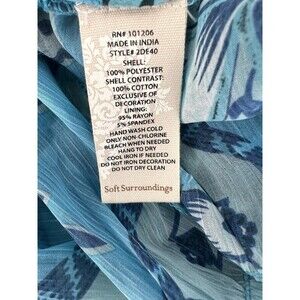 RN# 101206
MADE IN INDIA
STYLE# 2DE40
SHELL:
100% POLYESTER
SHELL CONTRAST:
100% COTTON
EXCLUSIVE OF
DECORATION
LINING:
95% RAYON
5% SPANDEX
HAND WASH COLD
ONLY NON-CHLORINE
BLEACH WHEN NEEDED
HANG TO DRY
COOL IRON IF NEEDED
DO NOT IRON DECORATION
DO NOT DRY CLEAN
Soft Surroundings